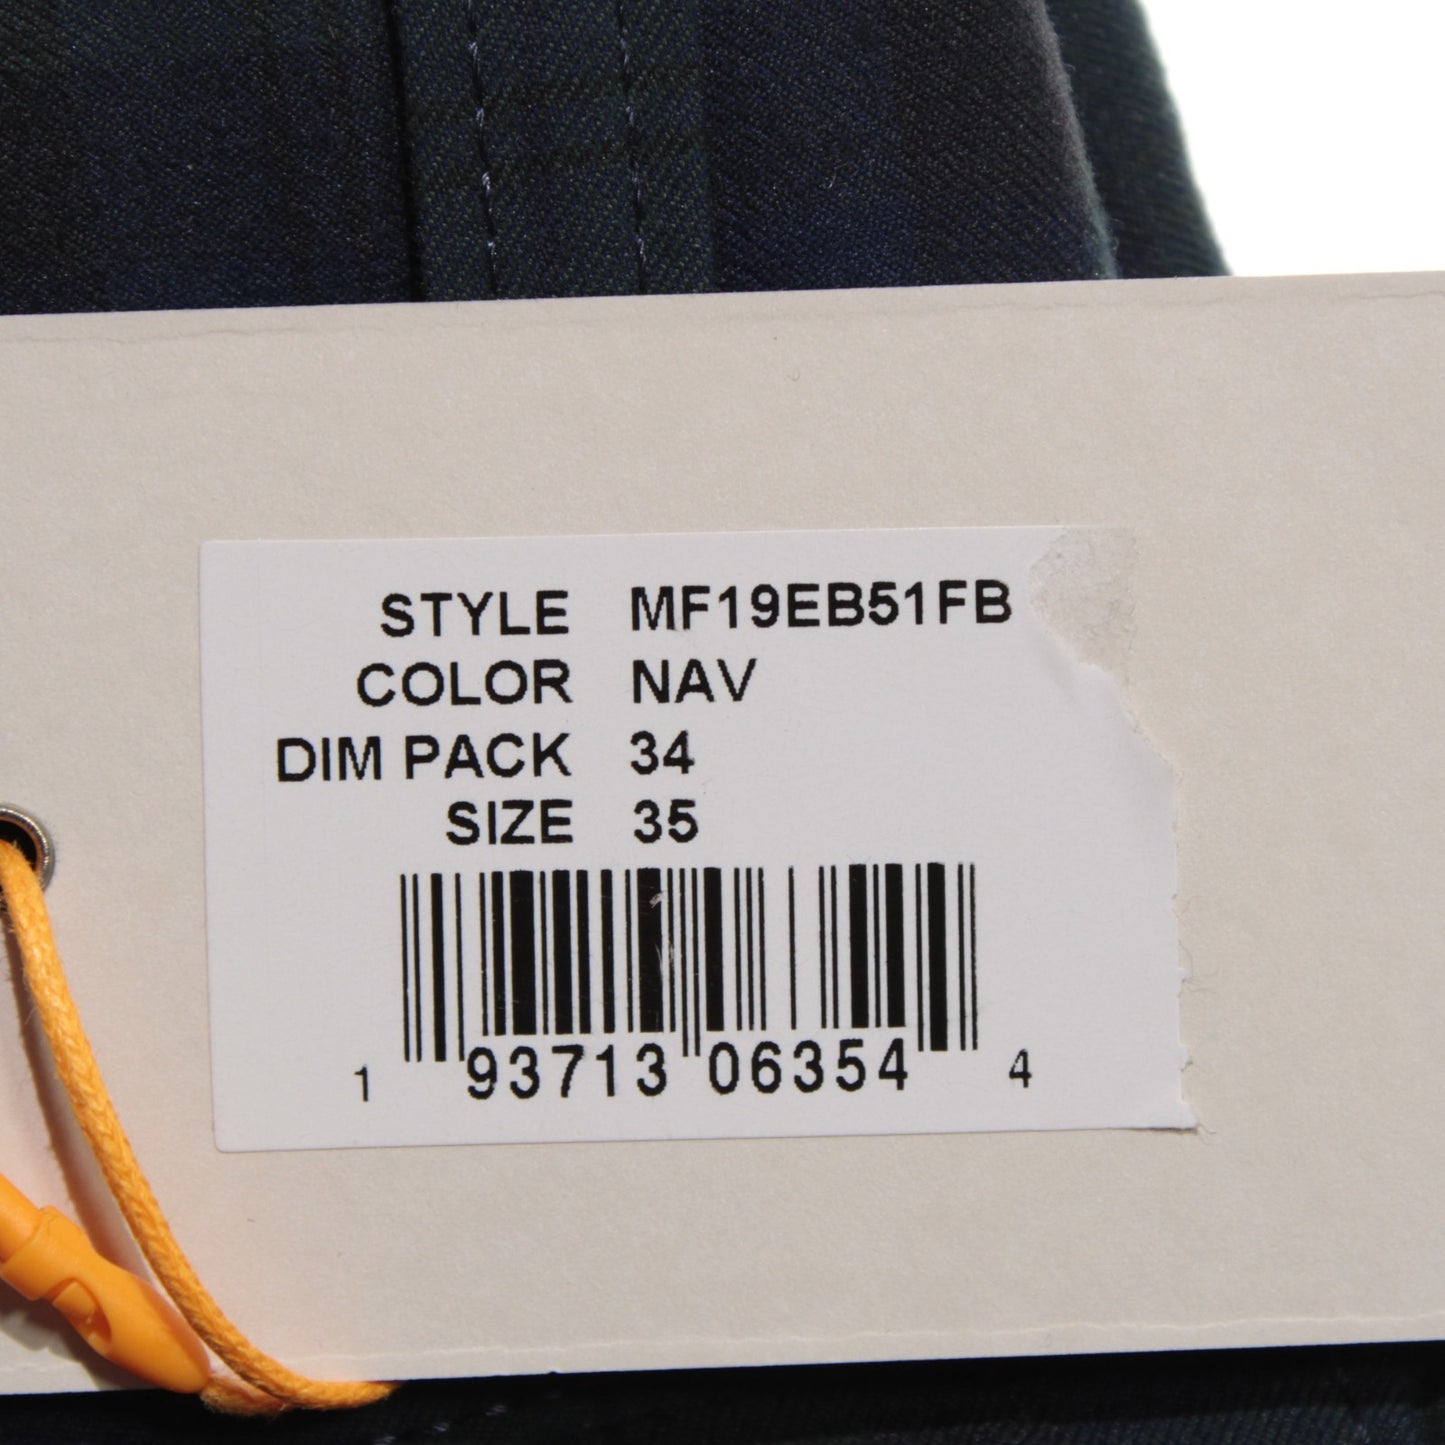 STYLE MF19EB51FB
COLOR NAV
DIM PACK 34
SIZE 35
1 93713 06354 4